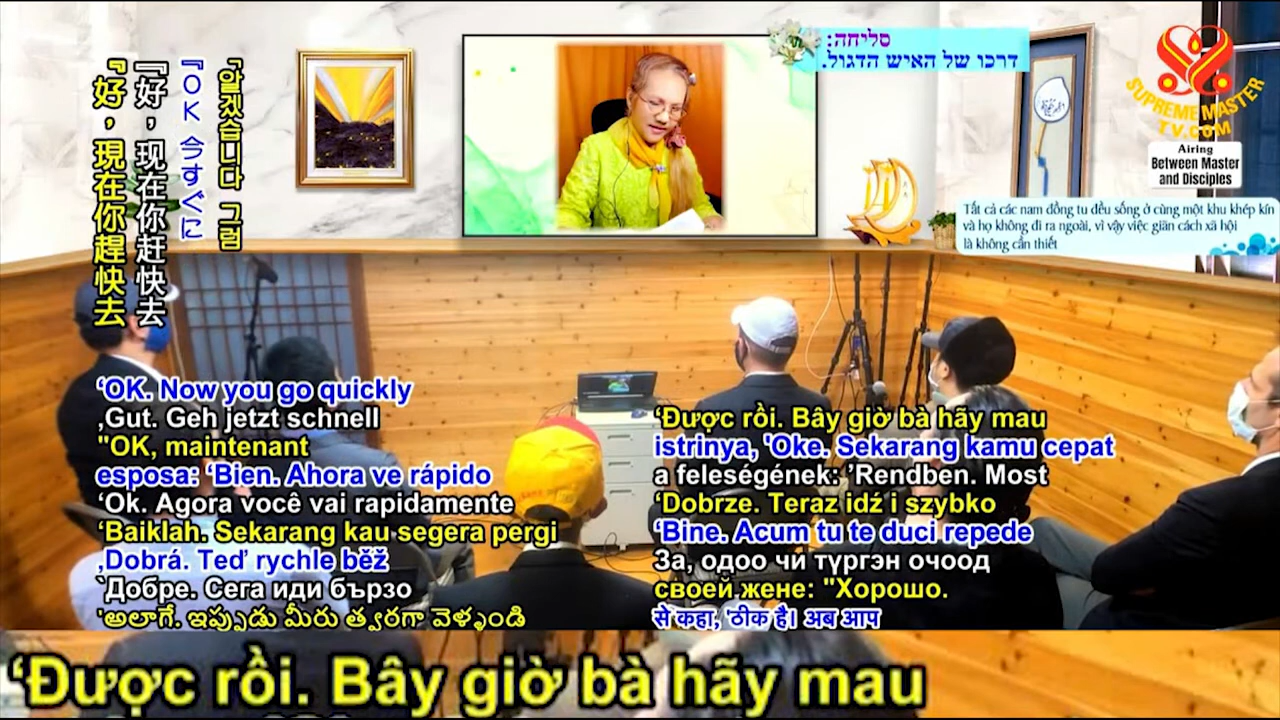 『好，現在你趕快去
『好，现在你赶快去
『OK 今すぐに
「알겠습니다 그럼
סליחה:
דרכו של האיש הדגול.
SUPREME MASTER
TV.COM
Airing
Between Master
and Disciples
Tất cả các nam đồng tu đều sống ở cùng một khu khép kín
và họ không đi ra ngoài, vì vậy việc giãn cách xã hội
là không cần thiết
‘OK. Now you go quickly
‚Gut. Geh jetzt schnell
"OK, maintenant
esposa: ‘Bien. Ahora ve rápido
‘Ok. Agora você vai rapidamente
‘Baiklah. Sekarang kau segera pergi
‚Dobrá. Teď rychle běž
`Добре. Сега иди бързо
'అలాగే. ఇప్పుడు మీరు త్వరగా వెళ్ళండి
‘Được rồi. Bây giờ bà hãy mau
istrinya, 'Oke. Sekarang kamu cepat
a feleségének: ’Rendben. Most
‘Dobrze. Teraz idź i szybko
‘Bine. Acum tu te duci repede
За, одоо чи түргэн очоод
своей жене: "Хорошо.
से कहा, 'ठीक है। अब आप
‘Được rồi. Bây giờ bà hãy mau